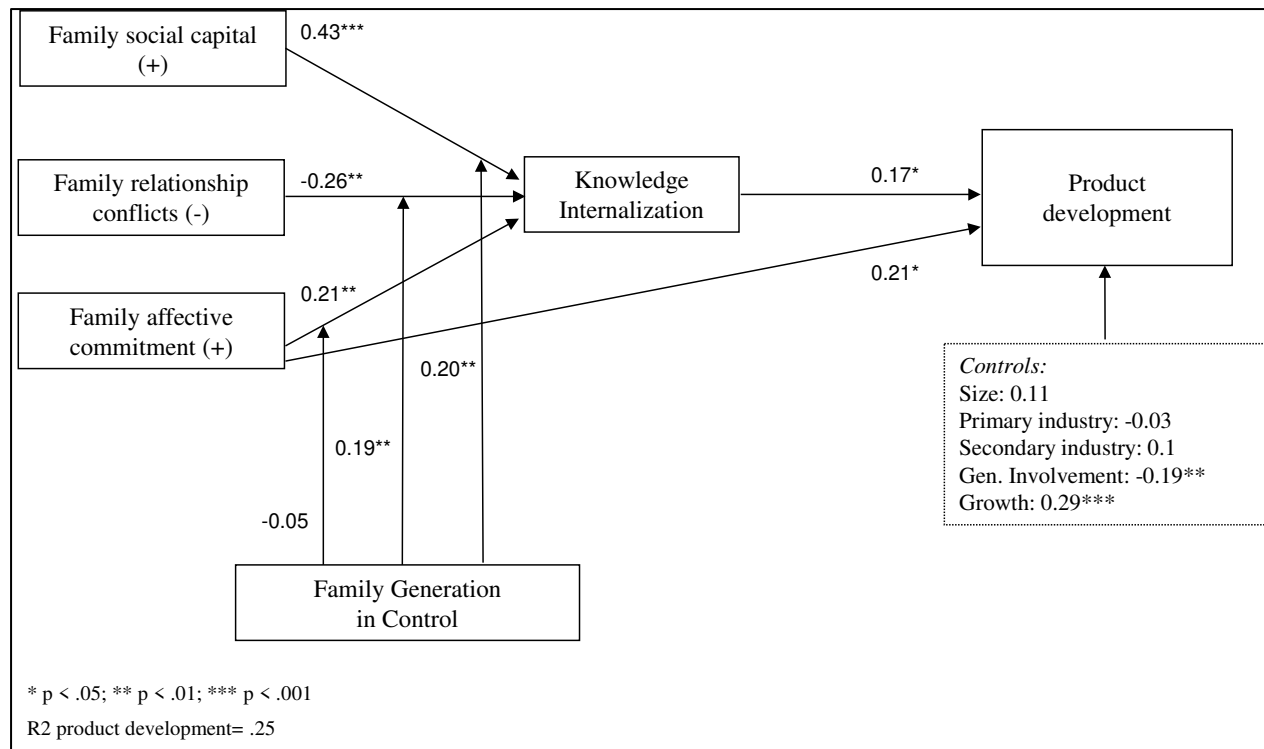 Family social capital
(+)
0.43***
Family relationship
conflicts (-)
-0.26**
Knowledge
Internalization
0.17*
Product
development
Family affective
commitment (+)
0.21**
0.21*
0.20**
0.19**
-0.05
Family Generation
in Control
Controls:
Size: 0.11
Primary industry: -0.03
Secondary industry: 0.1
Gen. Involvement: -0.19**
Growth: 0.29***
* p < .05; ** p < .01; *** p < .001
R2 product development= .25